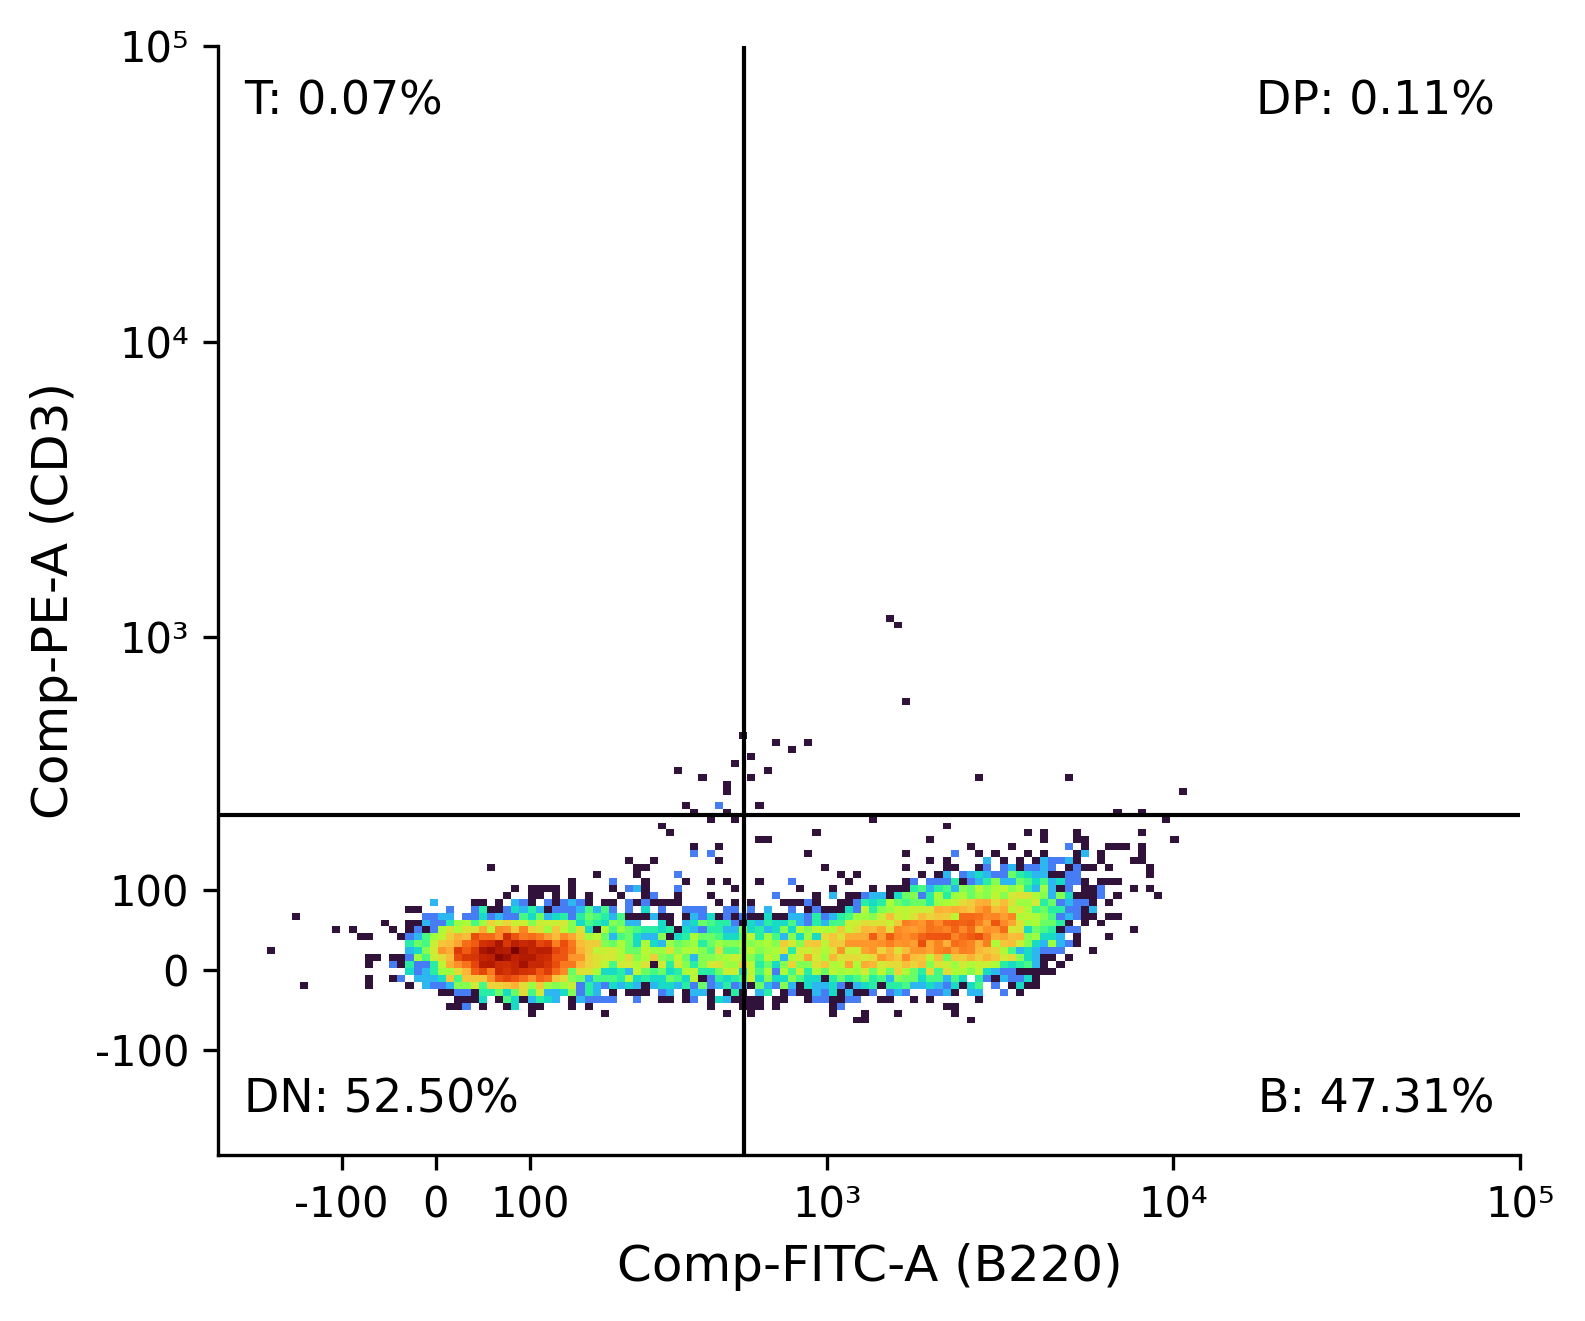 10⁵
T: 0.07%
DP: 0.11%
10⁴
Comp-PE-A (CD3)
10³
100
0
-100
DN: 52.50%
B: 47.31%
-100 0 100 10³ 10⁴ 10⁵
Comp-FITC-A (B220)